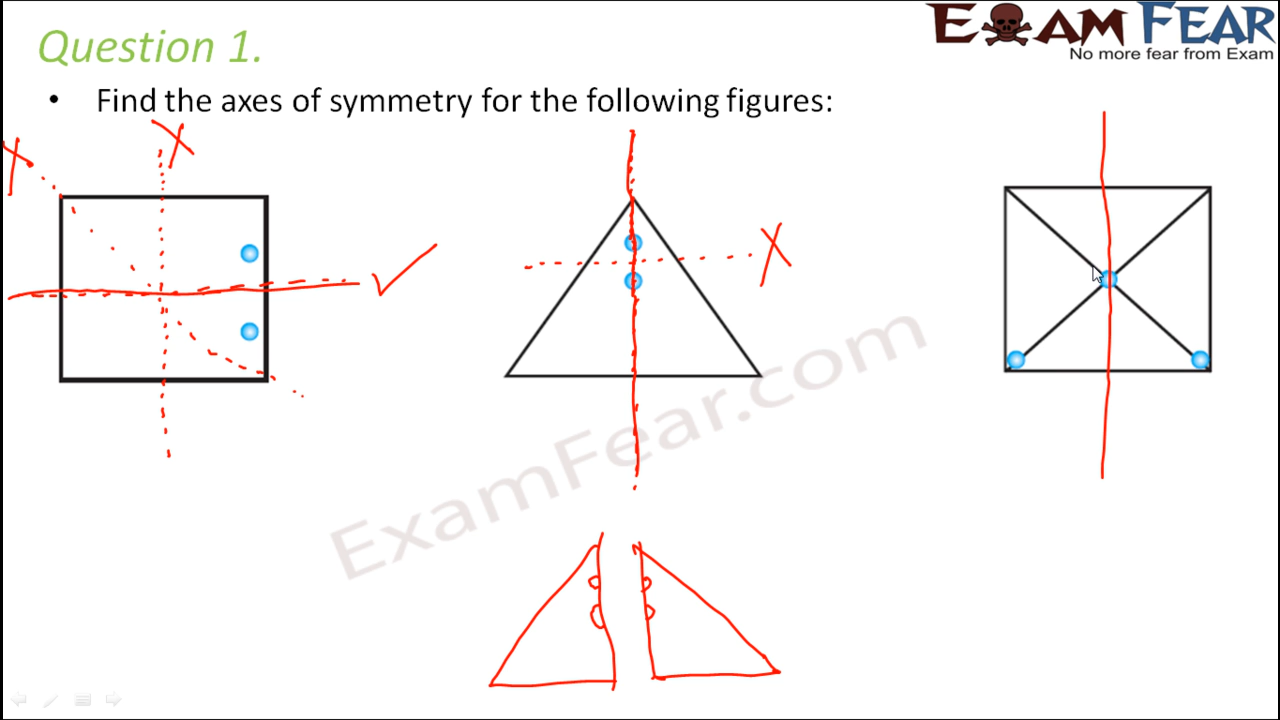 Question 1.
EXAM FEAR
No more fear from Exam
• Find the axes of symmetry for the following figures:
X
X
X
ExamFear.com